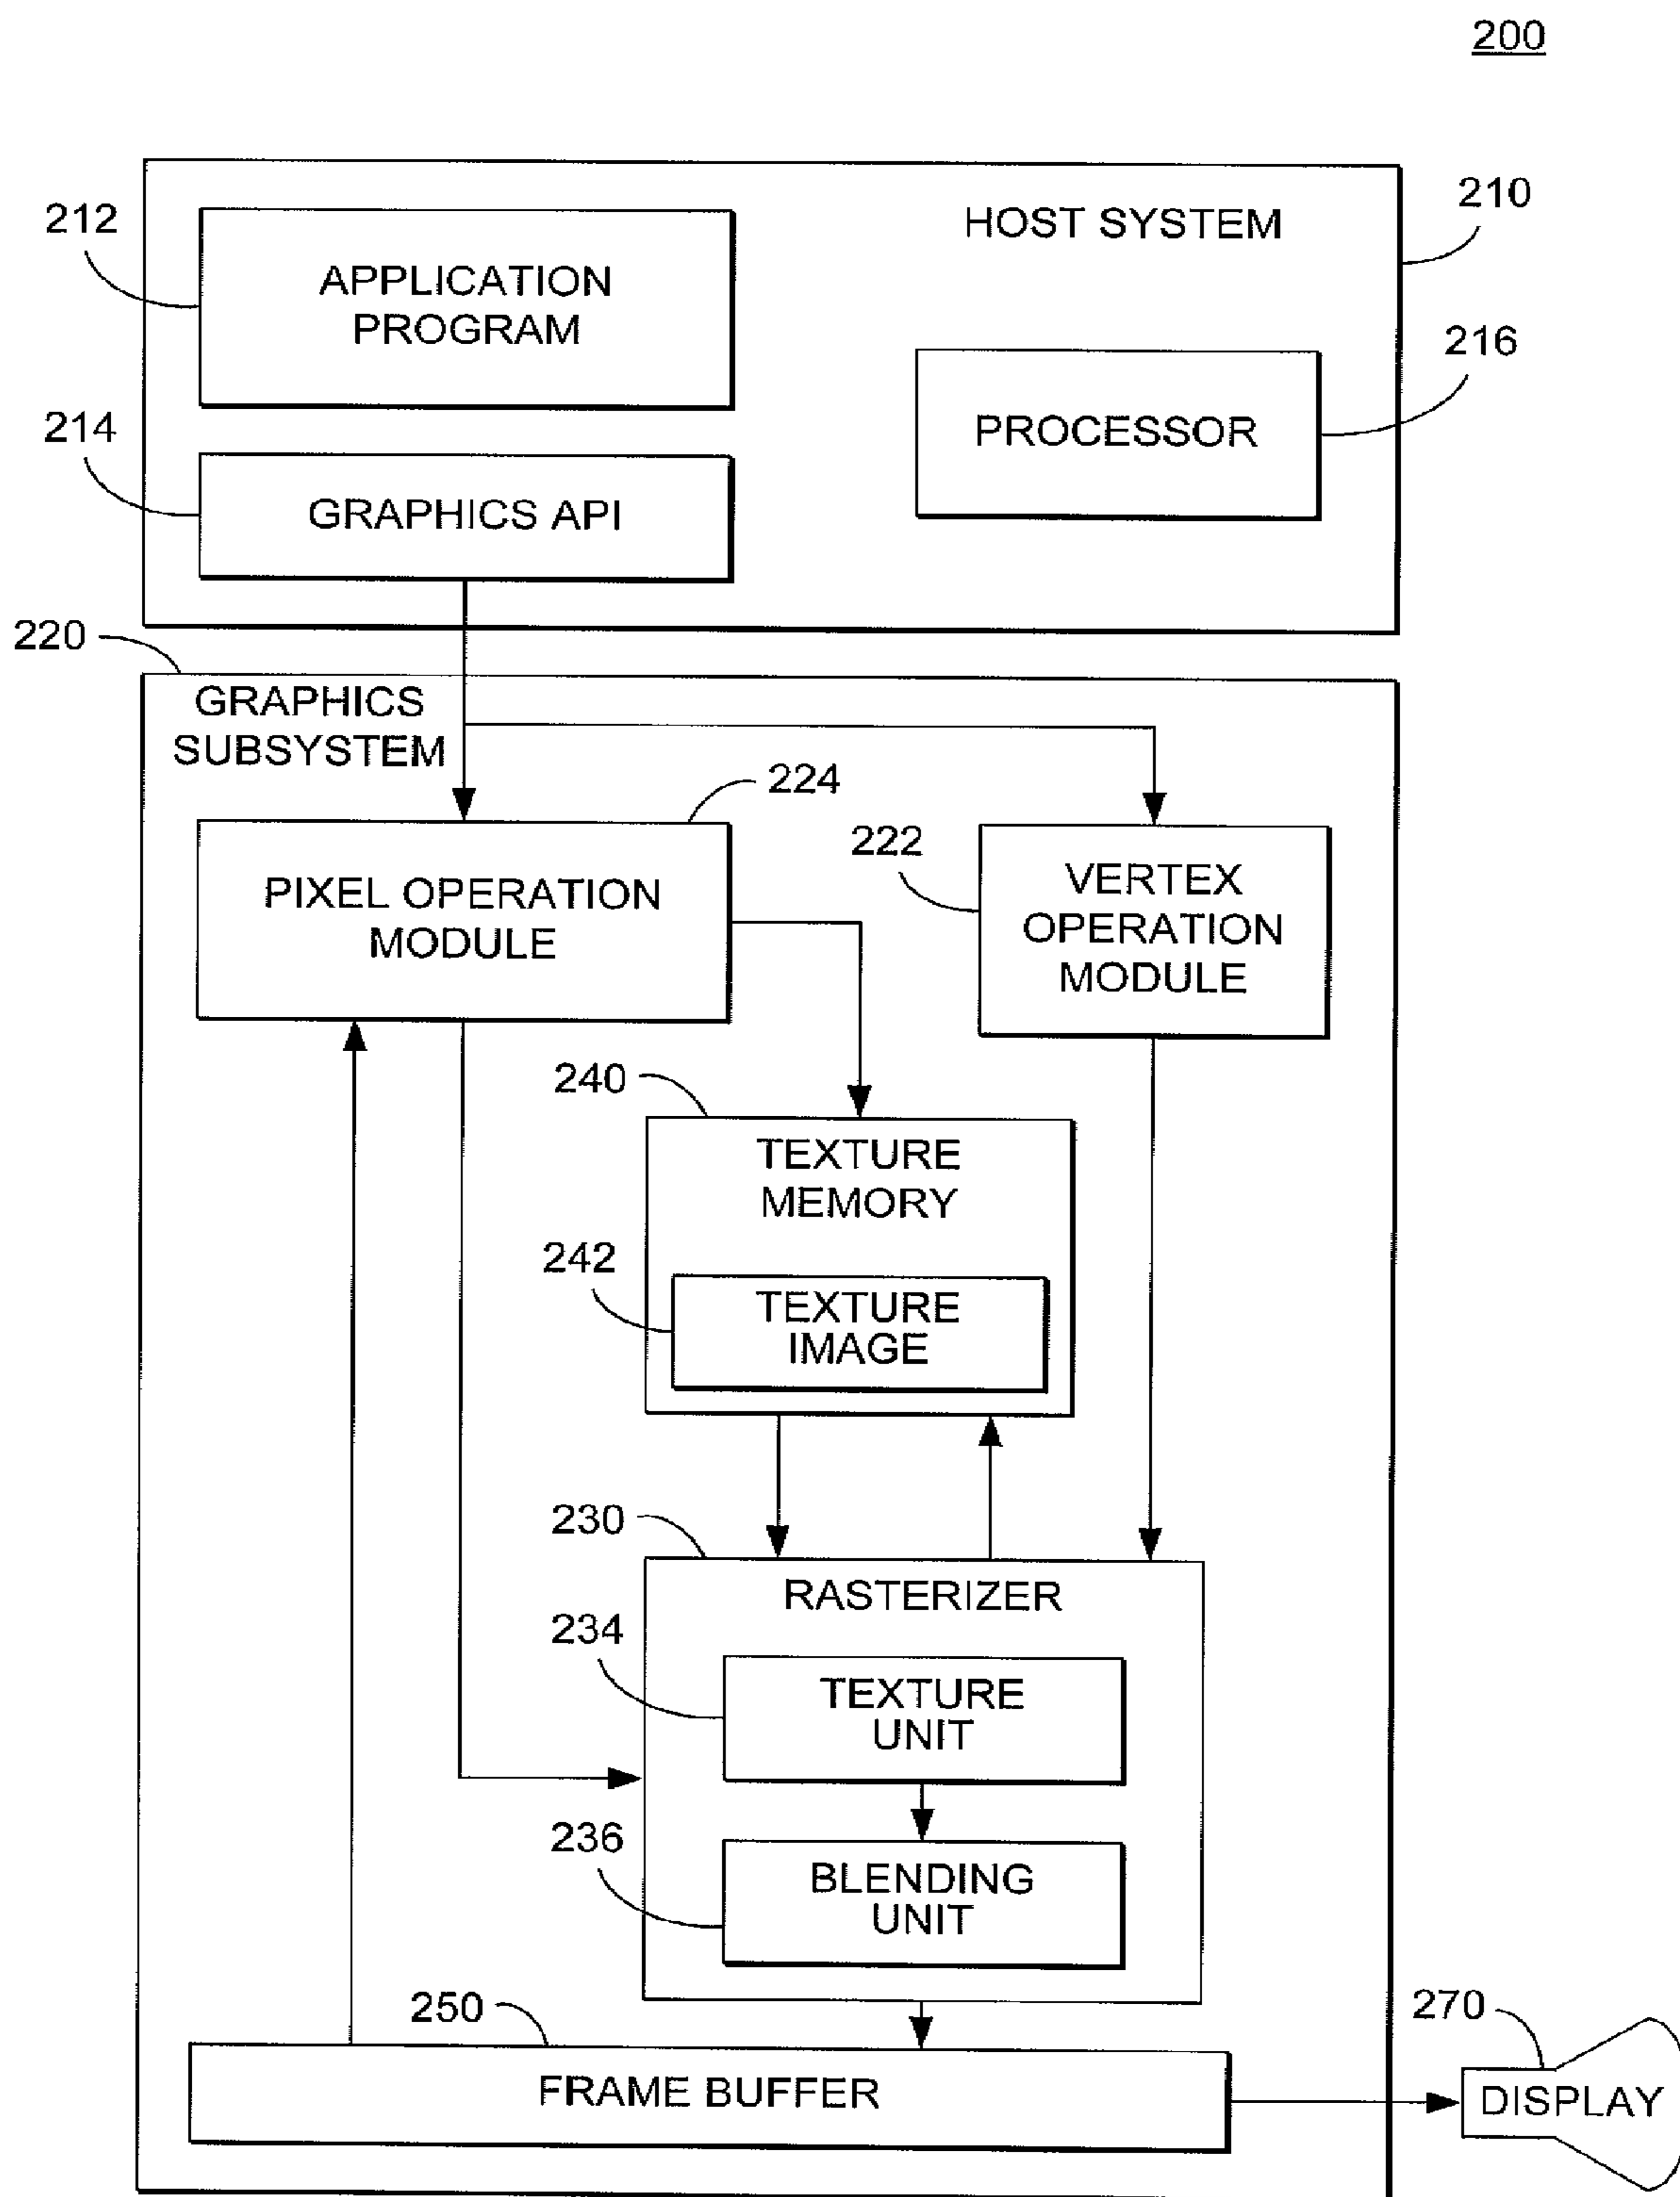 200
210
212
HOST SYSTEM
APPLICATION
PROGRAM
216
PROCESSOR
214
GRAPHICS API
220
GRAPHICS
SUBSYSTEM
224
222
PIXEL OPERATION
MODULE
VERTEX
OPERATION
MODULE
240
TEXTURE
MEMORY
242
TEXTURE
IMAGE
230
RASTERIZER
234
TEXTURE
UNIT
236
BLENDING
UNIT
250
270
FRAME BUFFER
DISPLAY